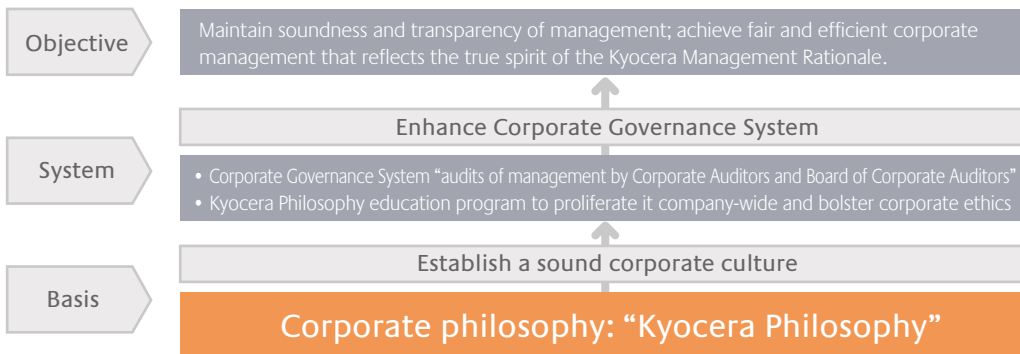 Objective
Maintain soundness and transparency of management; achieve fair and efficient corporate
management that reflects the true spirit of the Kyocera Management Rationale.
Enhance Corporate Governance System
System
• Corporate Governance System “audits of management by Corporate Auditors and Board of Corporate Auditors”
• Kyocera Philosophy education program to proliferate it company-wide and bolster corporate ethics
Establish a sound corporate culture
Basis
Corporate philosophy: “Kyocera Philosophy”